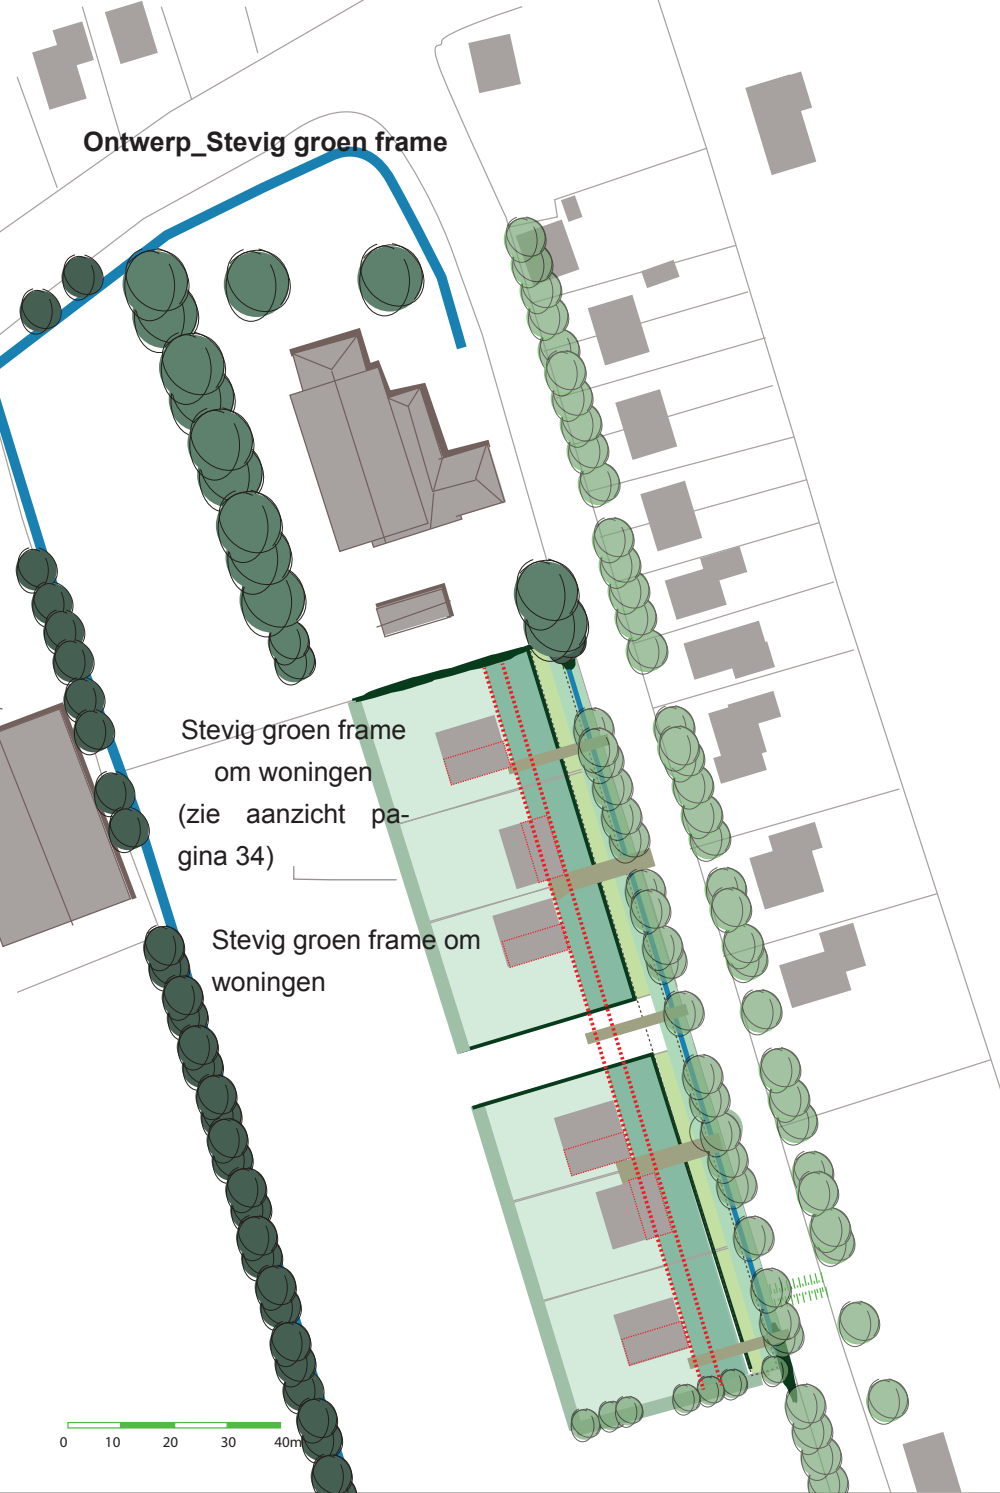 Ontwerp_Stevig groen frame
Stevig groen frame
om woningen
(zie aanzicht pa-
gina 34)
Stevig groen frame om
woningen
0 10 20 30 40m